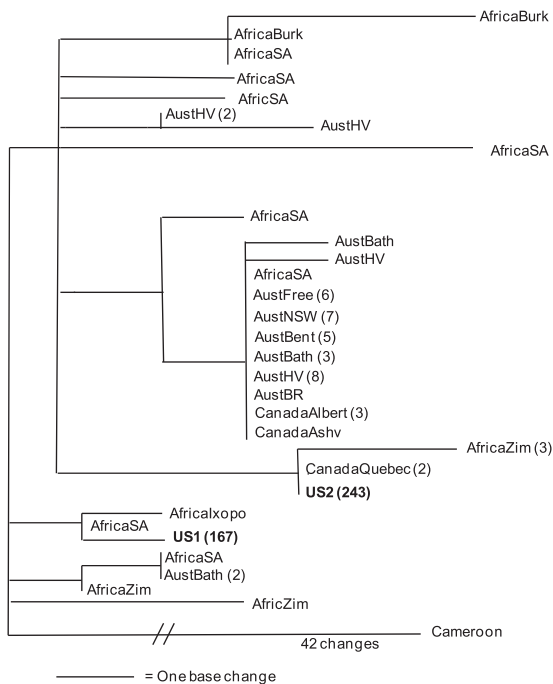 AfricaBurk
AfricaBurk
AfricaSA
AfricaSA
AfricSA
AustHV (2)
AustHV
AfricaSA
AfricaSA
AustBath
AustHV
AfricaSA
AustFree (6)
AustNSW (7)
AustBent (5)
AustBath (3)
AustHV (8)
AustBR
CanadaAlbert (3)
CanadaAshv
AfricaZim (3)
CanadaQuebec (2)
US2 (243)
AfricaIxopo
AfricaSA
US1 (167)
AfricaSA
AustBath (2)
AfricaZim
AfricZim
Cameroon
42 changes
= One base change